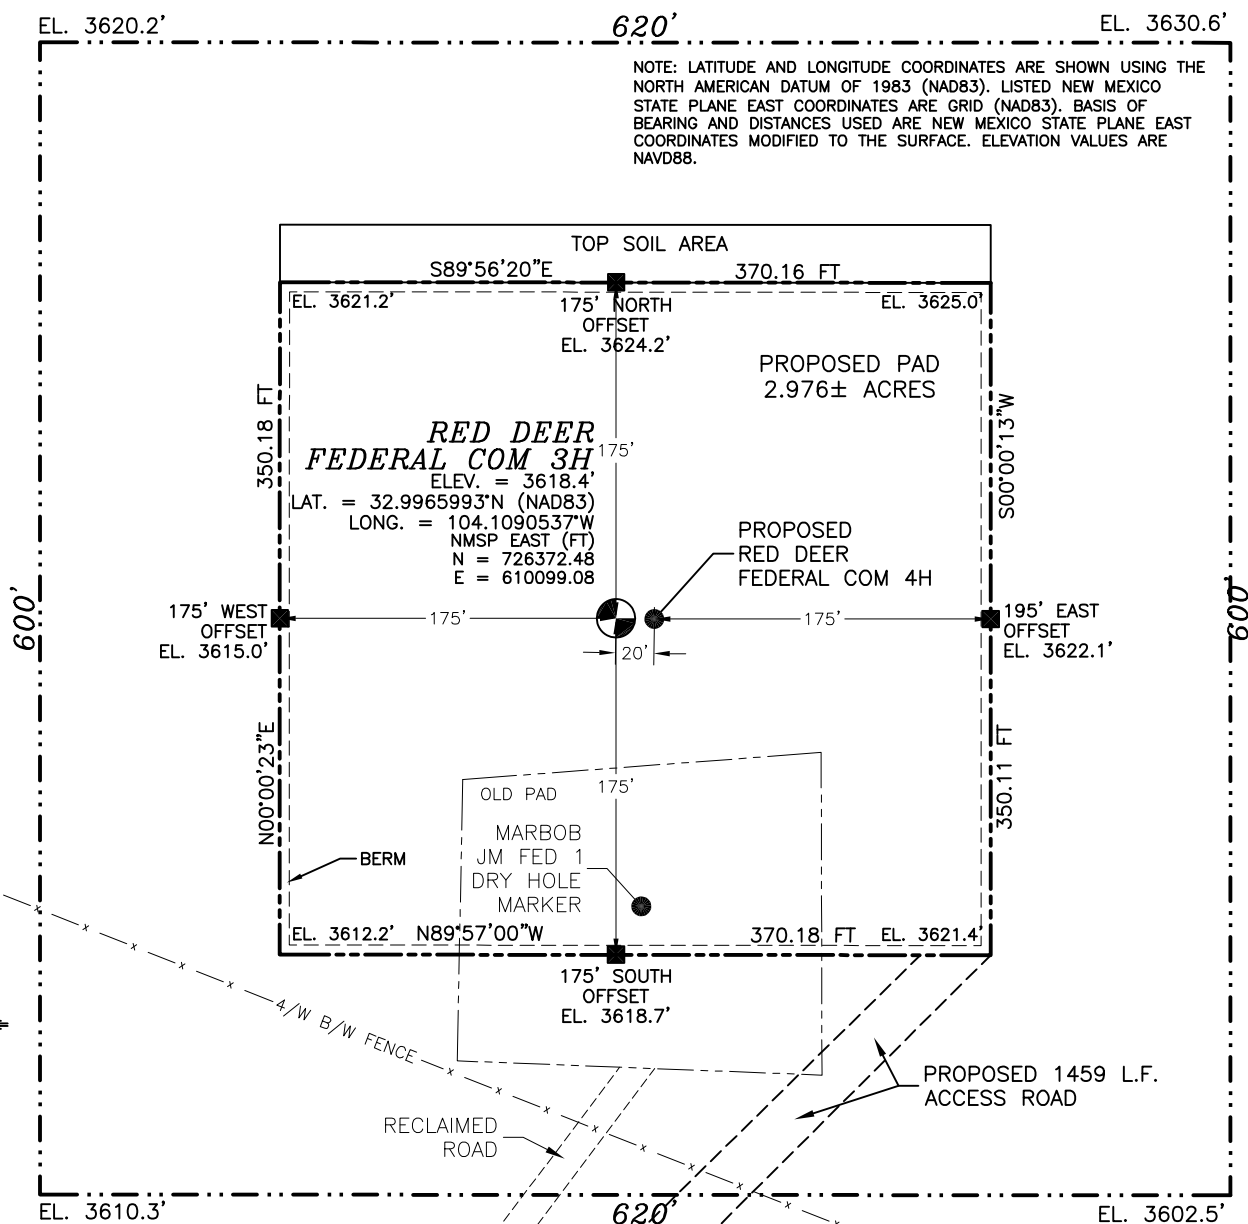 EL. 3620.2'
620'
EL. 3630.6'
NOTE: LATITUDE AND LONGITUDE COORDINATES ARE SHOWN USING THE
NORTH AMERICAN DATUM OF 1983 (NAD83). LISTED NEW MEXICO
STATE PLANE EAST COORDINATES ARE GRID (NAD83). BASIS OF
BEARING AND DISTANCES USED ARE NEW MEXICO STATE PLANE EAST
COORDINATES MODIFIED TO THE SURFACE. ELEVATION VALUES ARE
NAVD88.
TOP SOIL AREA
S89°56'20"E
370.16 FT
EL. 3621.2'
175' NORTH
OFFSET
EL. 3624.2'
EL. 3625.0'
PROPOSED PAD
2.976± ACRES
350.18 FT
S00°00'13"W
RED DEER
FEDERAL COM 3H
ELEV. = 3618.4'
LAT. = 32.9965993°N (NAD83)
LONG. = 104.1090537°W
NMSP EAST (FT)
N = 726372.48
E = 610099.08
175'
PROPOSED
RED DEER
FEDERAL COM 4H
600'
175' WEST
OFFSET
EL. 3615.0'
175'
20'
175'
195' EAST
OFFSET
EL. 3622.1'
600'
N00°00'23"E
350.11 FT
175'
OLD PAD
MARBOB
JM FED 1
DRY HOLE
MARKER
BERM
EL. 3612.2'
N89°57'00"W
370.18 FT
EL. 3621.4'
175' SOUTH
OFFSET
EL. 3618.7'
4/W B/W FENCE
PROPOSED 1459 L.F.
ACCESS ROAD
RECLAIMED
ROAD
EL. 3610.3'
620'
EL. 3602.5'